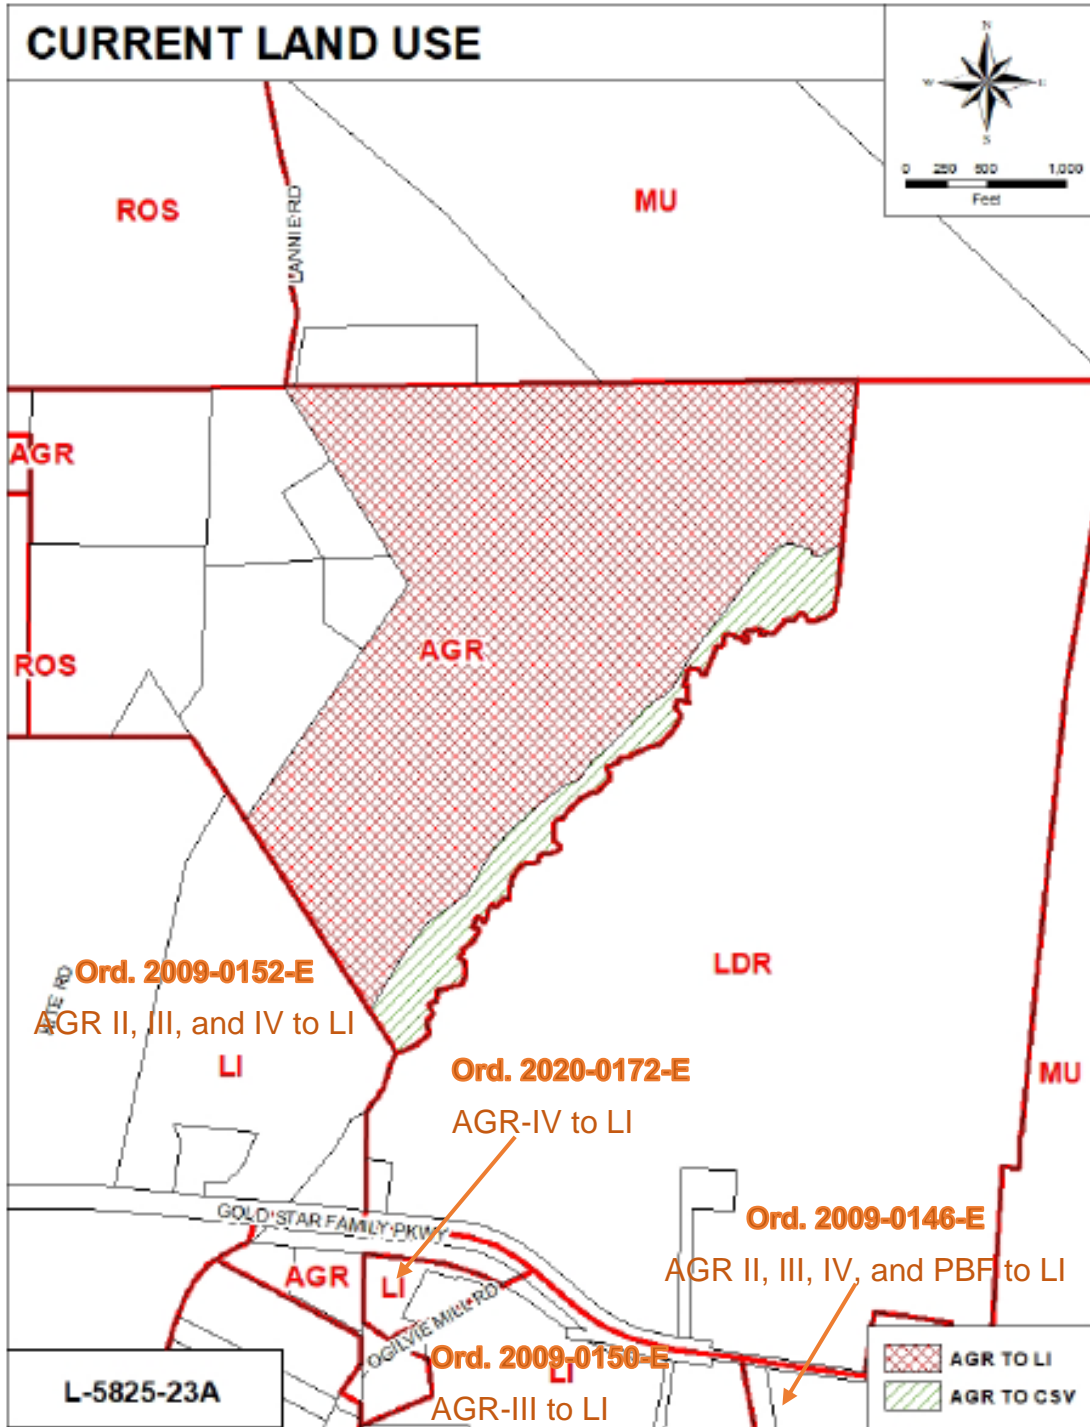 CURRENT LAND USE
N
W
E
S
0 250 500 1,000
Feet
ROS
LANNIE RD
MU
AGR
ROS
AGR
LDR
Ord. 2009-0152-E
AGR II, III, and IV to LI
LI
MU
Ord. 2020-0172-E
AGR-IV to LI
GOLD STAR FAMILY PKWY
Ord. 2009-0146-E
AGR II, III, IV, and PBF to LI
AGR
LI
OGILVIE MILL RD
Ord. 2009-0150-E
LI
AGR-III to LI
L-5825-23A
AGR TO LI
AGR TO CSV